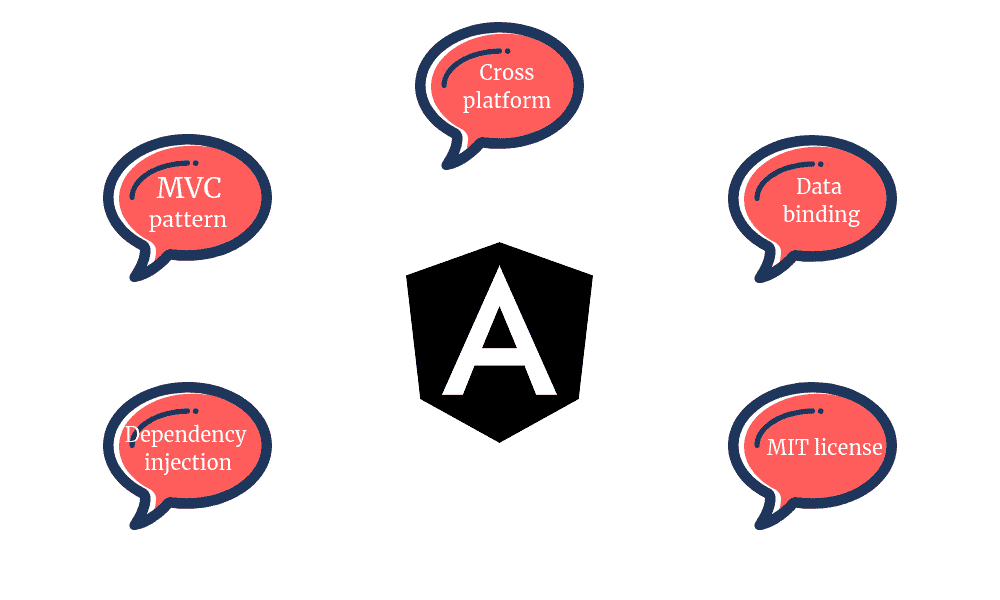 Cross
platform
MVC
pattern
Data
binding
A
Dependency
injection
MIT license